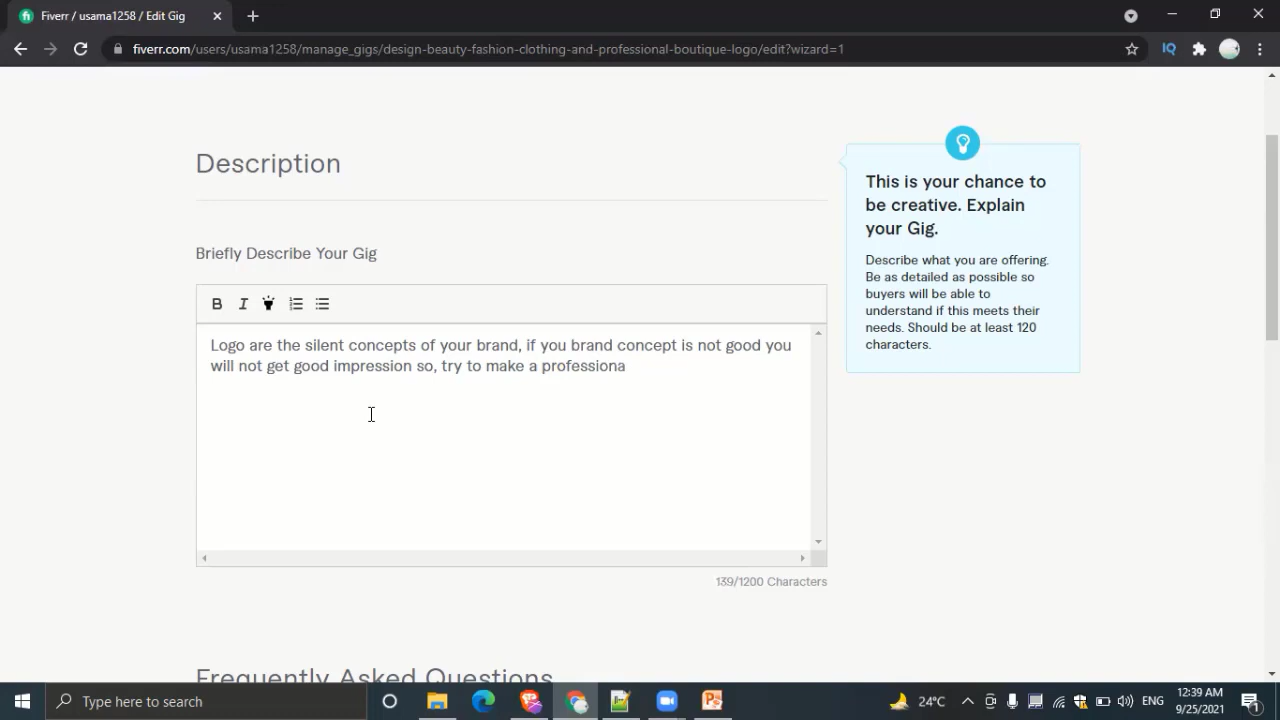 Fiverr / usama1258 / Edit Gig
fiverr.com/users/usama1258/manage_gigs/design-beauty-fashion-clothing-and-professional-boutique-logo/edit?wizard=1
IQ
Description
Briefly Describe Your Gig
B I
Logo are the silent concepts of your brand, if you brand concept is not good you
will not get good impression so, try to make a professiona
139/1200 Characters
This is your chance to
be creative. Explain
your Gig.
Describe what you are offering.
Be as detailed as possible so
buyers will be able to
understand if this meets their
needs. Should be at least 120
characters.
Frequently Asked Questions
Type here to search
24°C
ENG
12:39 AM
9/25/2021
1